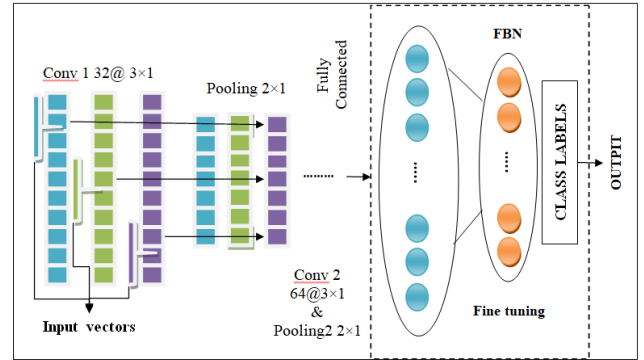 Conv 1 32@ 3×1
Pooling 2×1
Fully
Connected
FBN
CLASS LABELS
OUTPIT
Conv 2
64@3×1
&
Pooling2 2×1
Input vectors
Fine tuning